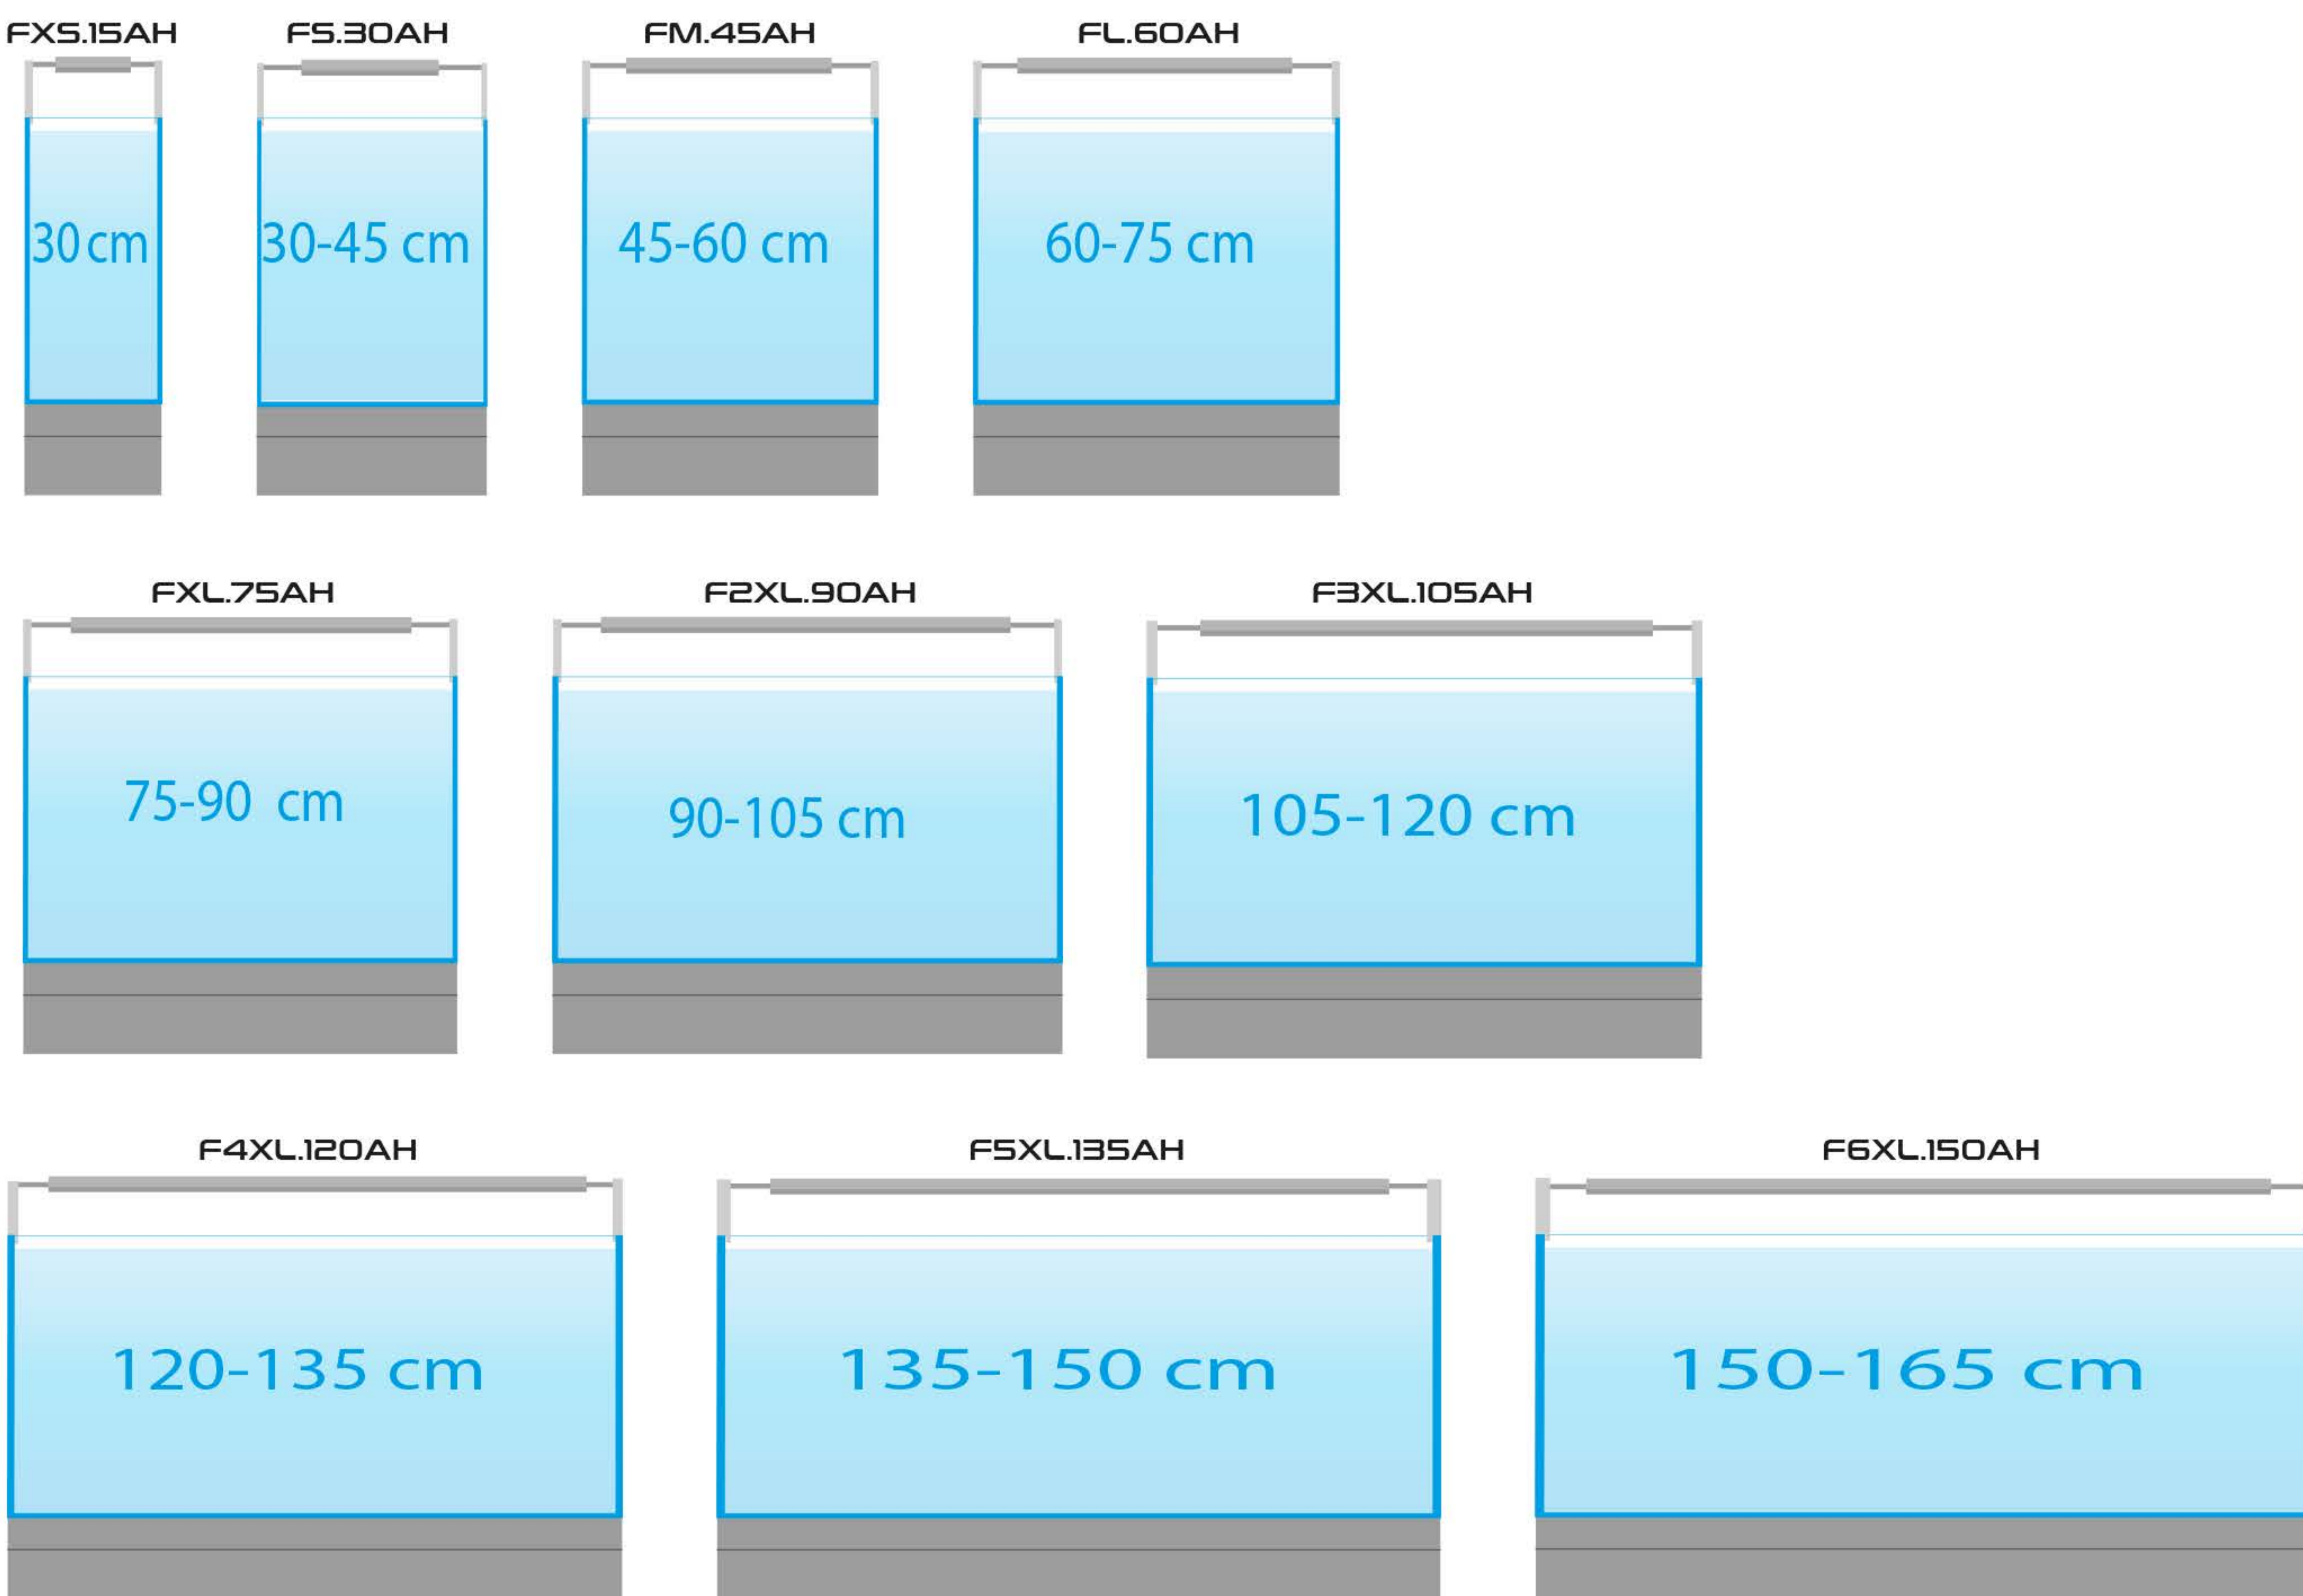 FXS.15AH
FS.30AH
FM.45AH
FL.60AH
30 cm
30-45 cm
45-60 cm
60-75 cm
FXL.75AH
F2XL.90AH
F3XL.105AH
75-90 cm
90-105 cm
105-120 cm
F4XL.120AH
F5XL.135AH
F6XL.150AH
120-135 cm
135-150 cm
150-165 cm